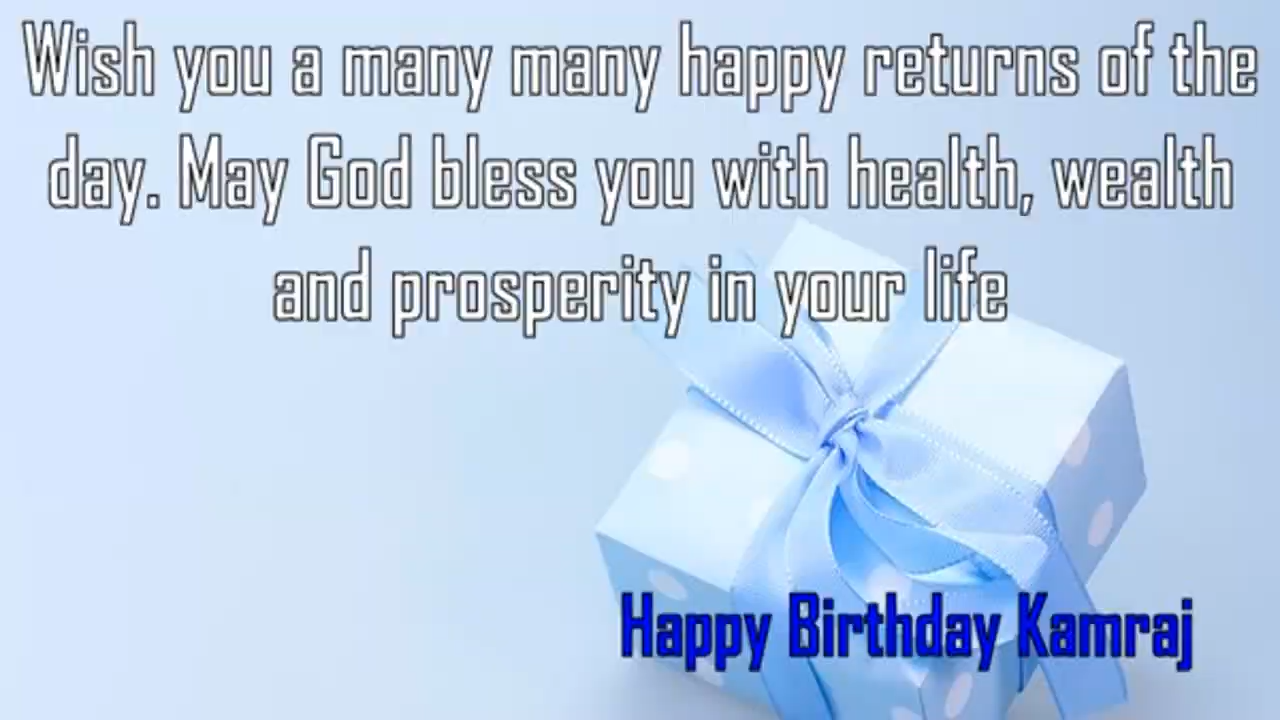 Wish you a many many happy returns of the
day. May God bless you with health, wealth
and prosperity in your life
Happy Birthday Kamraj